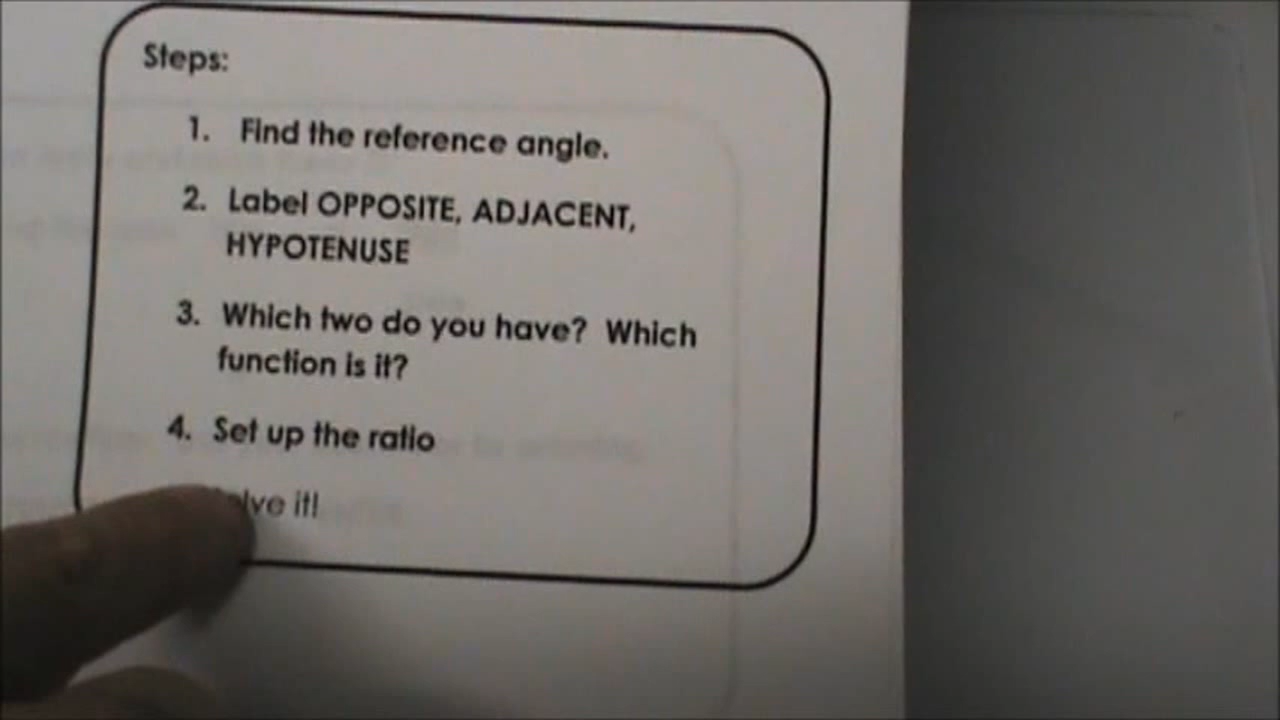 Steps:
1. Find the reference angle.
2. Label OPPOSITE, ADJACENT,
HYPOTENUSE
3. Which two do you have? Which
function is it?
4. Set up the ratio
it!